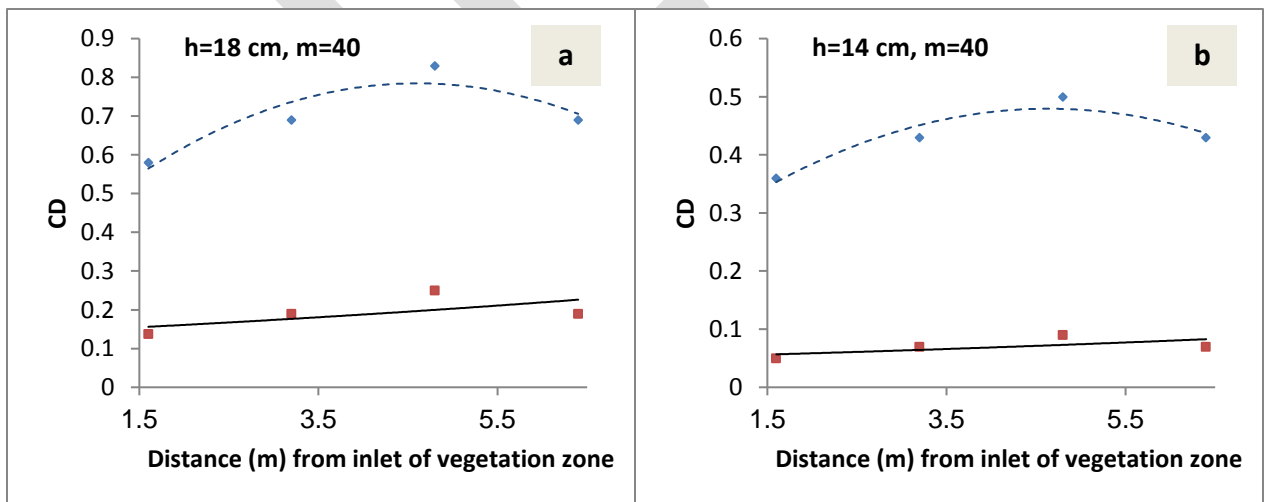 h=18 cm, m=40
a
0.9
0.8
0.7
0.6
0.5
0.4
0.3
0.2
0.1
0
CD
1.5 3.5 5.5
Distance (m) from inlet of vegetation zone
h=14 cm, m=40
b
0.6
0.5
0.4
0.3
0.2
0.1
0
CD
1.5 3.5 5.5
Distance (m) from inlet of vegetation zone